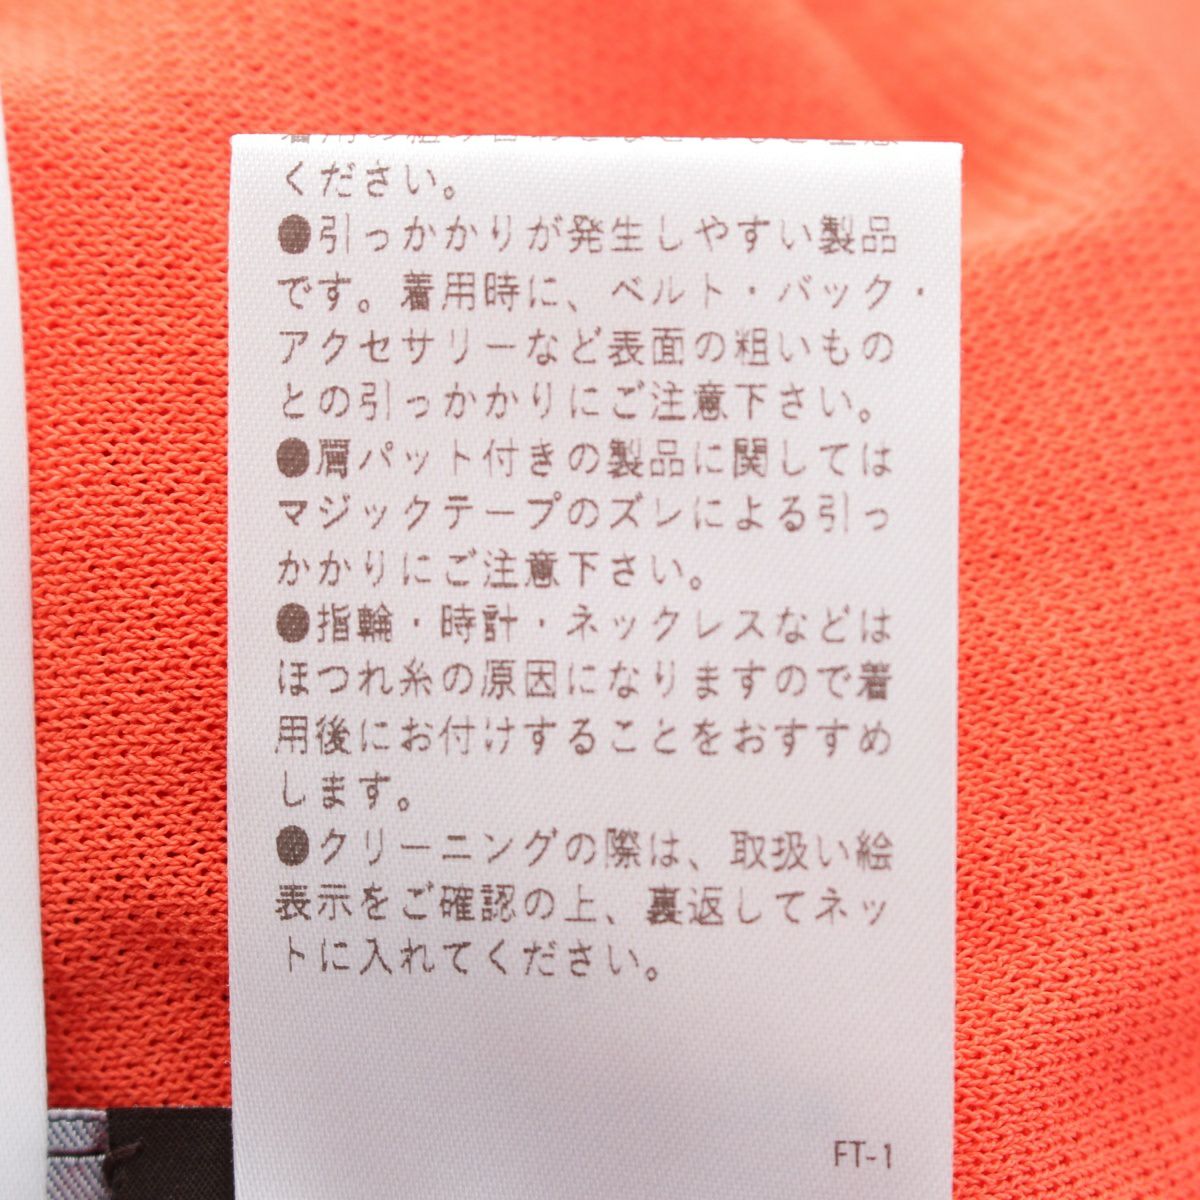 ください。
●引っかかりが発生しやすい製品
です。着用時に、ベルト・バック・
アクセサリーなど表面の粗いもの
との引っかかりにご注意下さい。
●肩パット付きの製品に関しては
マジックテープのズレによる引っ
かかりにご注意下さい。
●指輪・時計・ネックレスなどは
ほつれ糸の原因になりますので着
用後にお付けすることをおすすめ
します。
●クリーニングの際は、取扱い絵
表示をご確認の上、裏返してネッ
トに入れてください。
FT-1